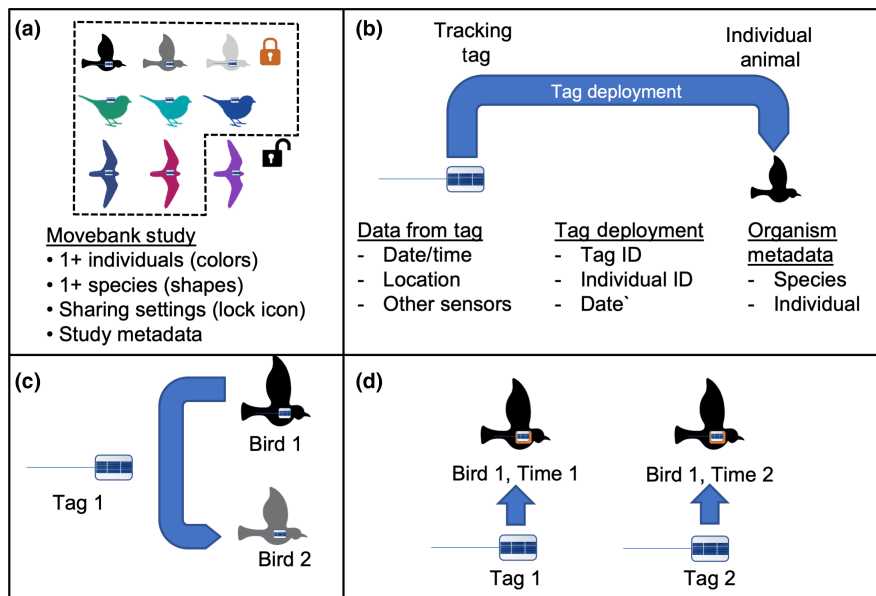 (a)
Movebank study
• 1+ individuals (colors)
• 1+ species (shapes)
• Sharing settings (lock icon)
• Study metadata
(b)
Tracking
tag
Individual
animal
Tag deployment
Data from tag
- Date/time
- Location
- Other sensors
Tag deployment
- Tag ID
- Individual ID
- Date`
Organism
metadata
- Species
- Individual
(c)
Bird 1
Tag 1
Bird 2
(d)
Bird 1, Time 1
Bird 1, Time 2
Tag 1
Tag 2